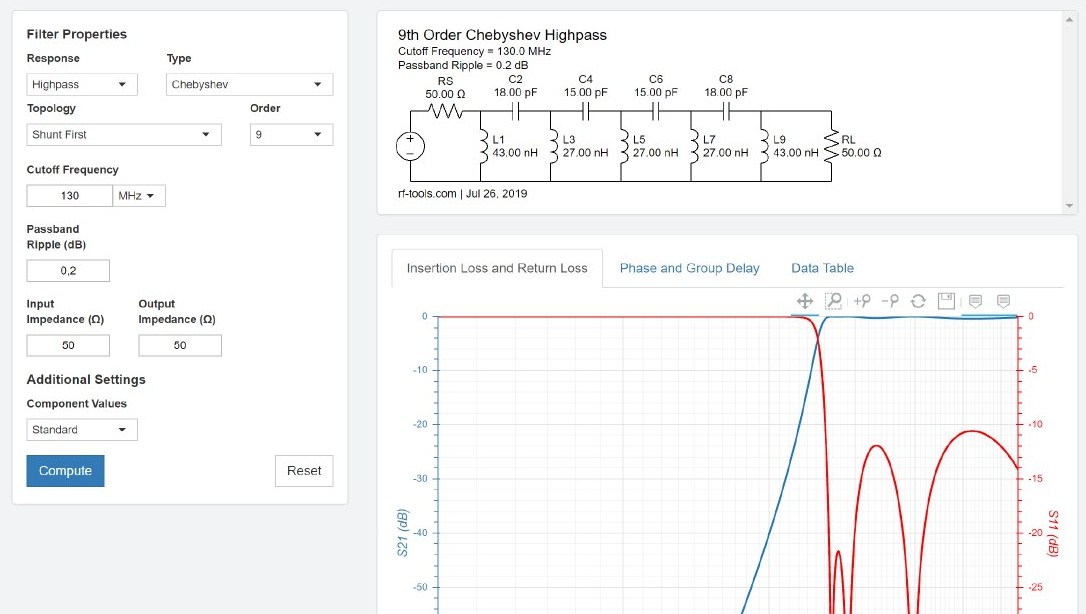 Filter Properties
Response Type
Highpass Chebyshev
Topology Order
Shunt First 9
Cutoff Frequency
130 MHz
Passband
Ripple (dB)
0,2
Input Output
Impedance (Ω) Impedance (Ω)
50 50
Additional Settings
Component Values
Standard
Compute Reset
9th Order Chebyshev Highpass
Cutoff Frequency = 130.0 MHz
Passband Ripple = 0.2 dB
RS C2 C4 C6 C8
50.00 Ω 18.00 pF 15.00 pF 15.00 pF 18.00 pF
+
−
L1 L3 L5 L7 L9 RL
43.00 nH 27.00 nH 27.00 nH 27.00 nH 43.00 nH 50.00 Ω
rf-tools.com | Jul 26, 2019
Insertion Loss and Return Loss Phase and Group Delay Data Table
0 0
-10 -5
-20 -10
-30 -15
-40 -20
-50 -25
S21 (dB)
S11 (dB)